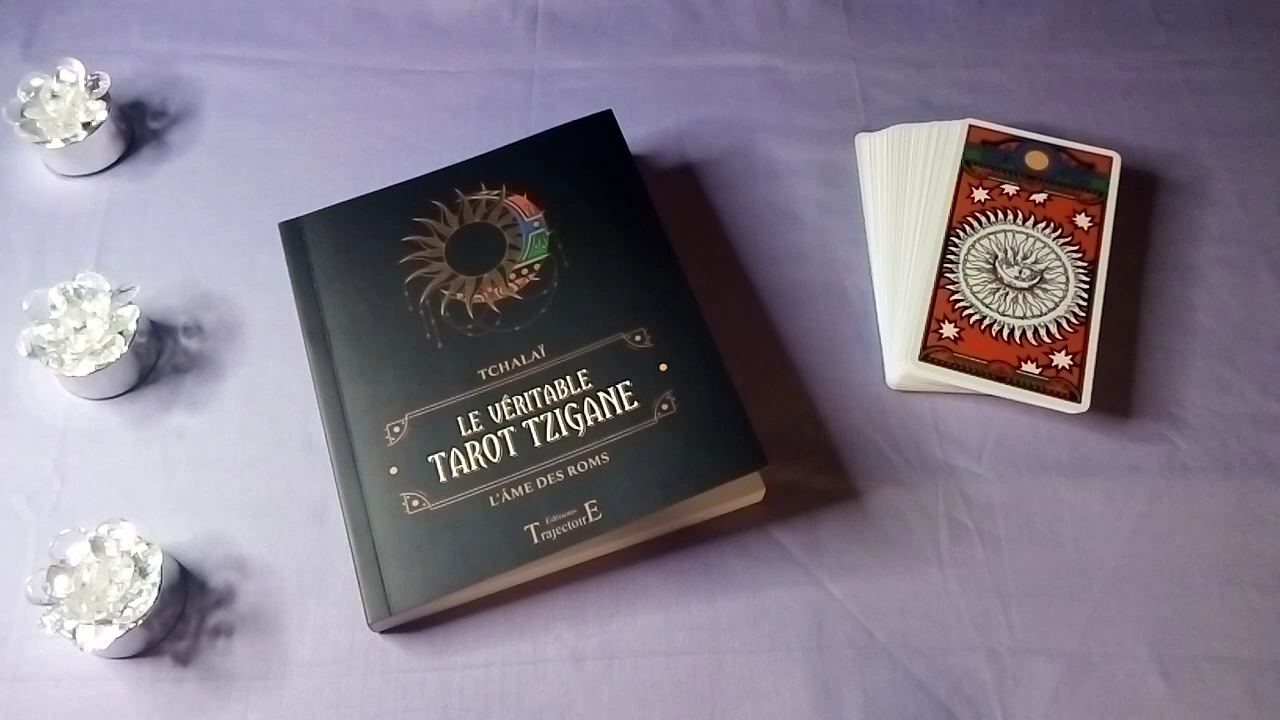 TCHALAÏ
LE VÉRITABLE
TAROT TZIGANE
L'ÂME DES ROMS
Éditions
TrajectoirE